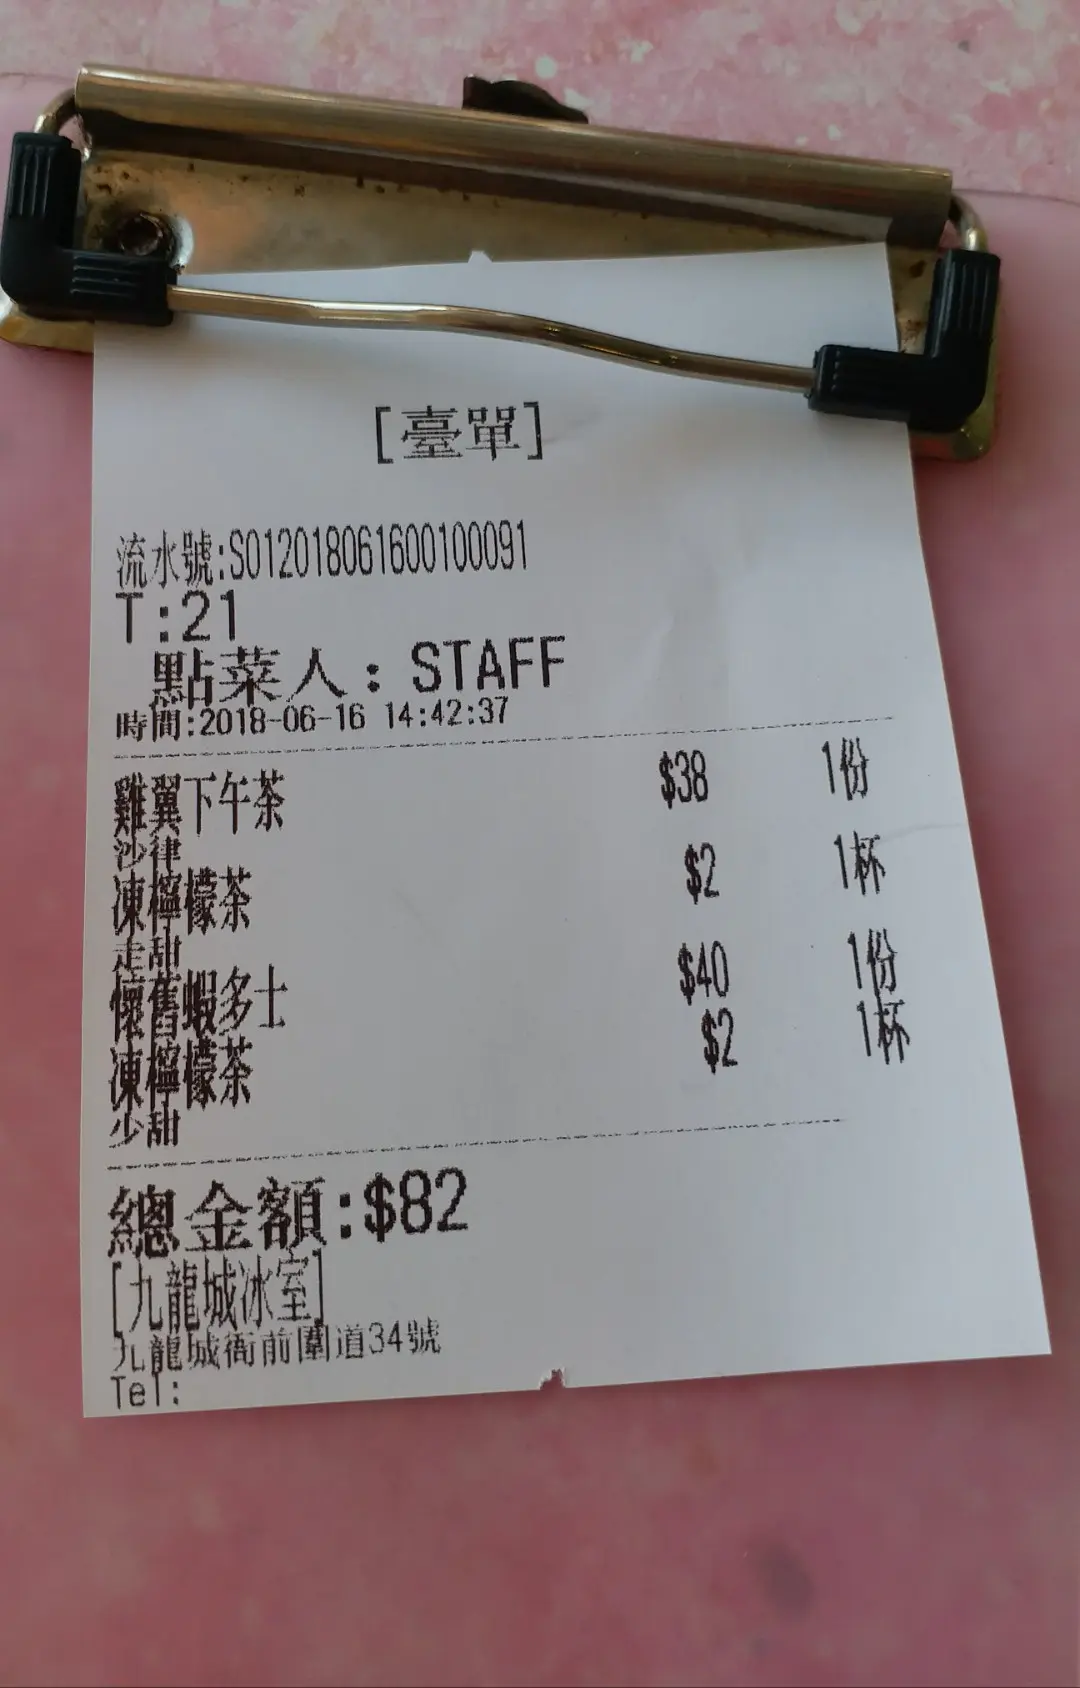 [臺單]
流水號:S012018061600100091
T:21
點菜人: STAFF
時間:2018-06-16 14:42:37
雞翼下午茶 $38 1份
沙律
凍檸檬茶 $2 1杯
走甜
懷舊蝦多士 $40 1份
凍檸檬茶 $2 1杯
少甜
總金額:$82
[九龍城冰室]
九龍城衙前圍道34號
Tel: